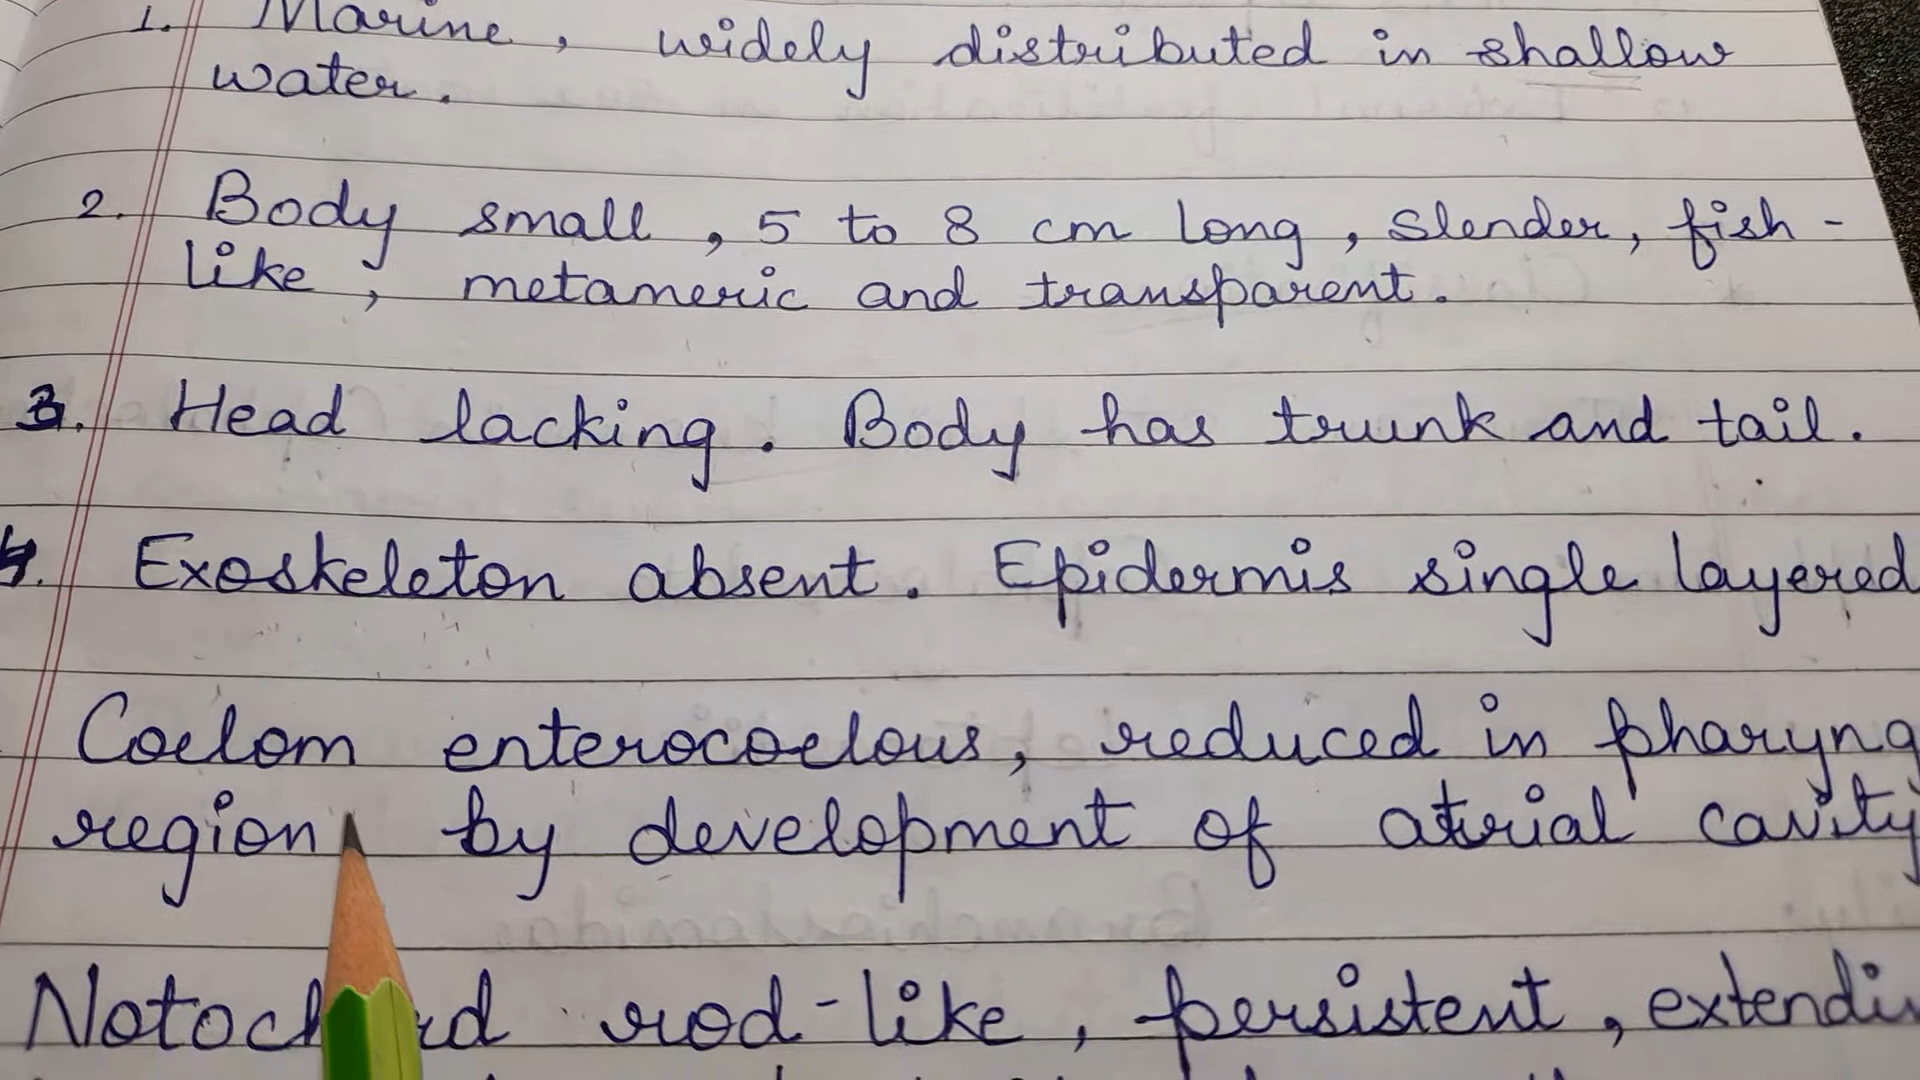 1. Marine, widely distributed in shallow
water.
2. Body small, 5 to 8 cm long, slender, fish-
like, metameric and transparent.
3. Head lacking. Body has trunk and tail.
4. Exoskeleton absent. Epidermis single layered
Coelom enterocoelous, reduced in pharyng
region by development of atrial cavity
rod-like, persistent, extendi